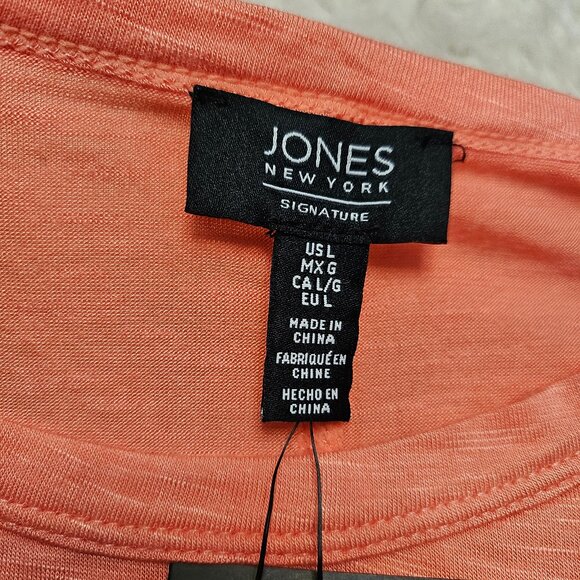 JONES
NEW YORK
SIGNATURE
US L
MX G
CA L/G
EU L
MADE IN
CHINA
FABRIQUÉ EN
CHINE
HECHO EN
CHINA